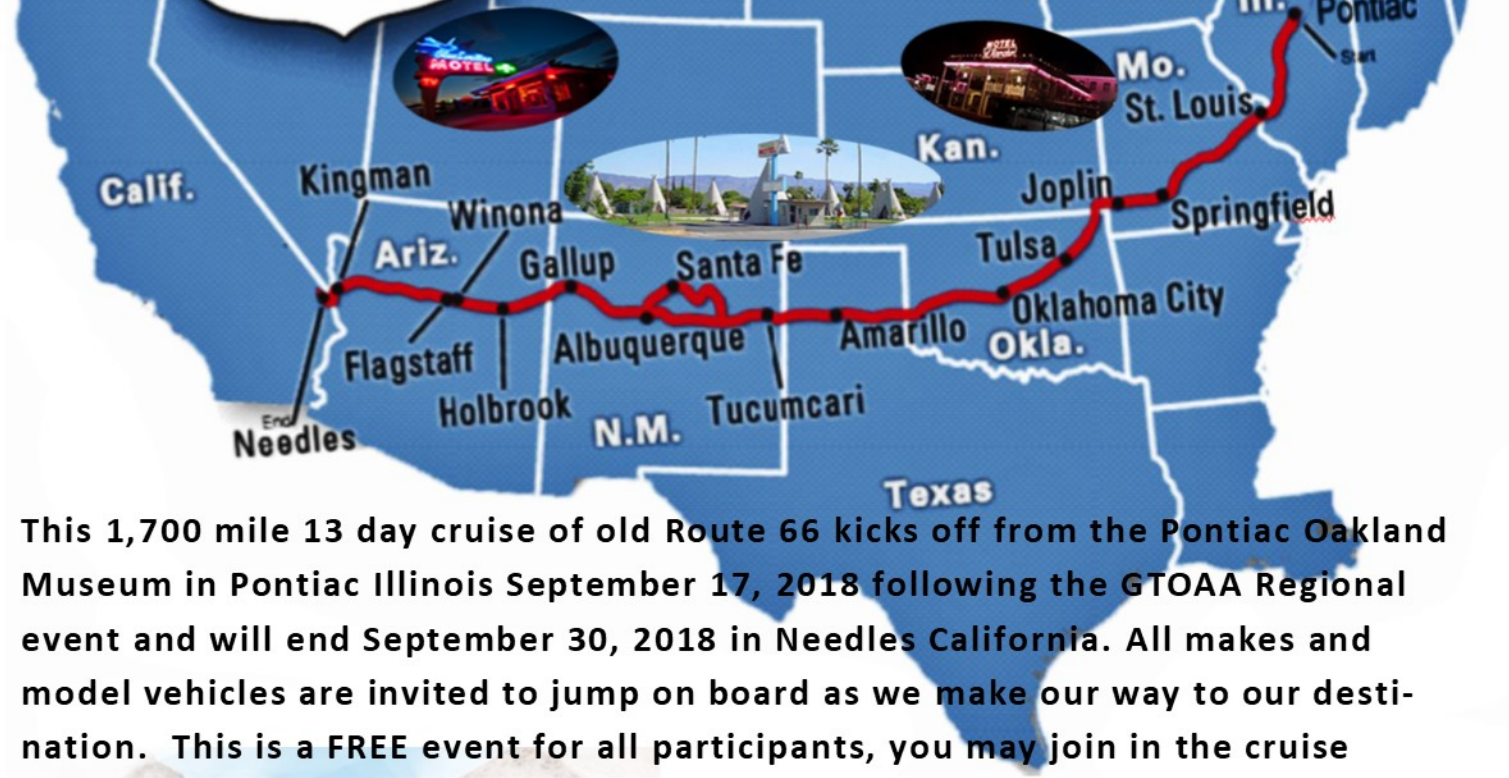 Ill.
Pontiac
Start
MOTEL
MOTEL
Mo.
St. Louis
Kan.
Calif.
Kingman
Winona
Joplin
Springfield
Ariz.
Gallup
Santa Fe
Tulsa
Oklahoma City
Flagstaff
Albuquerque
Amarillo
Okla.
Holbrook
Tucumcari
End
Needles
N.M.
Texas
This 1,700 mile 13 day cruise of old Route 66 kicks off from the Pontiac Oakland
Museum in Pontiac Illinois September 17, 2018 following the GTOAA Regional
event and will end September 30, 2018 in Needles California. All makes and
model vehicles are invited to jump on board as we make our way to our desti-
nation.  This is a FREE event for all participants, you may join in the cruise